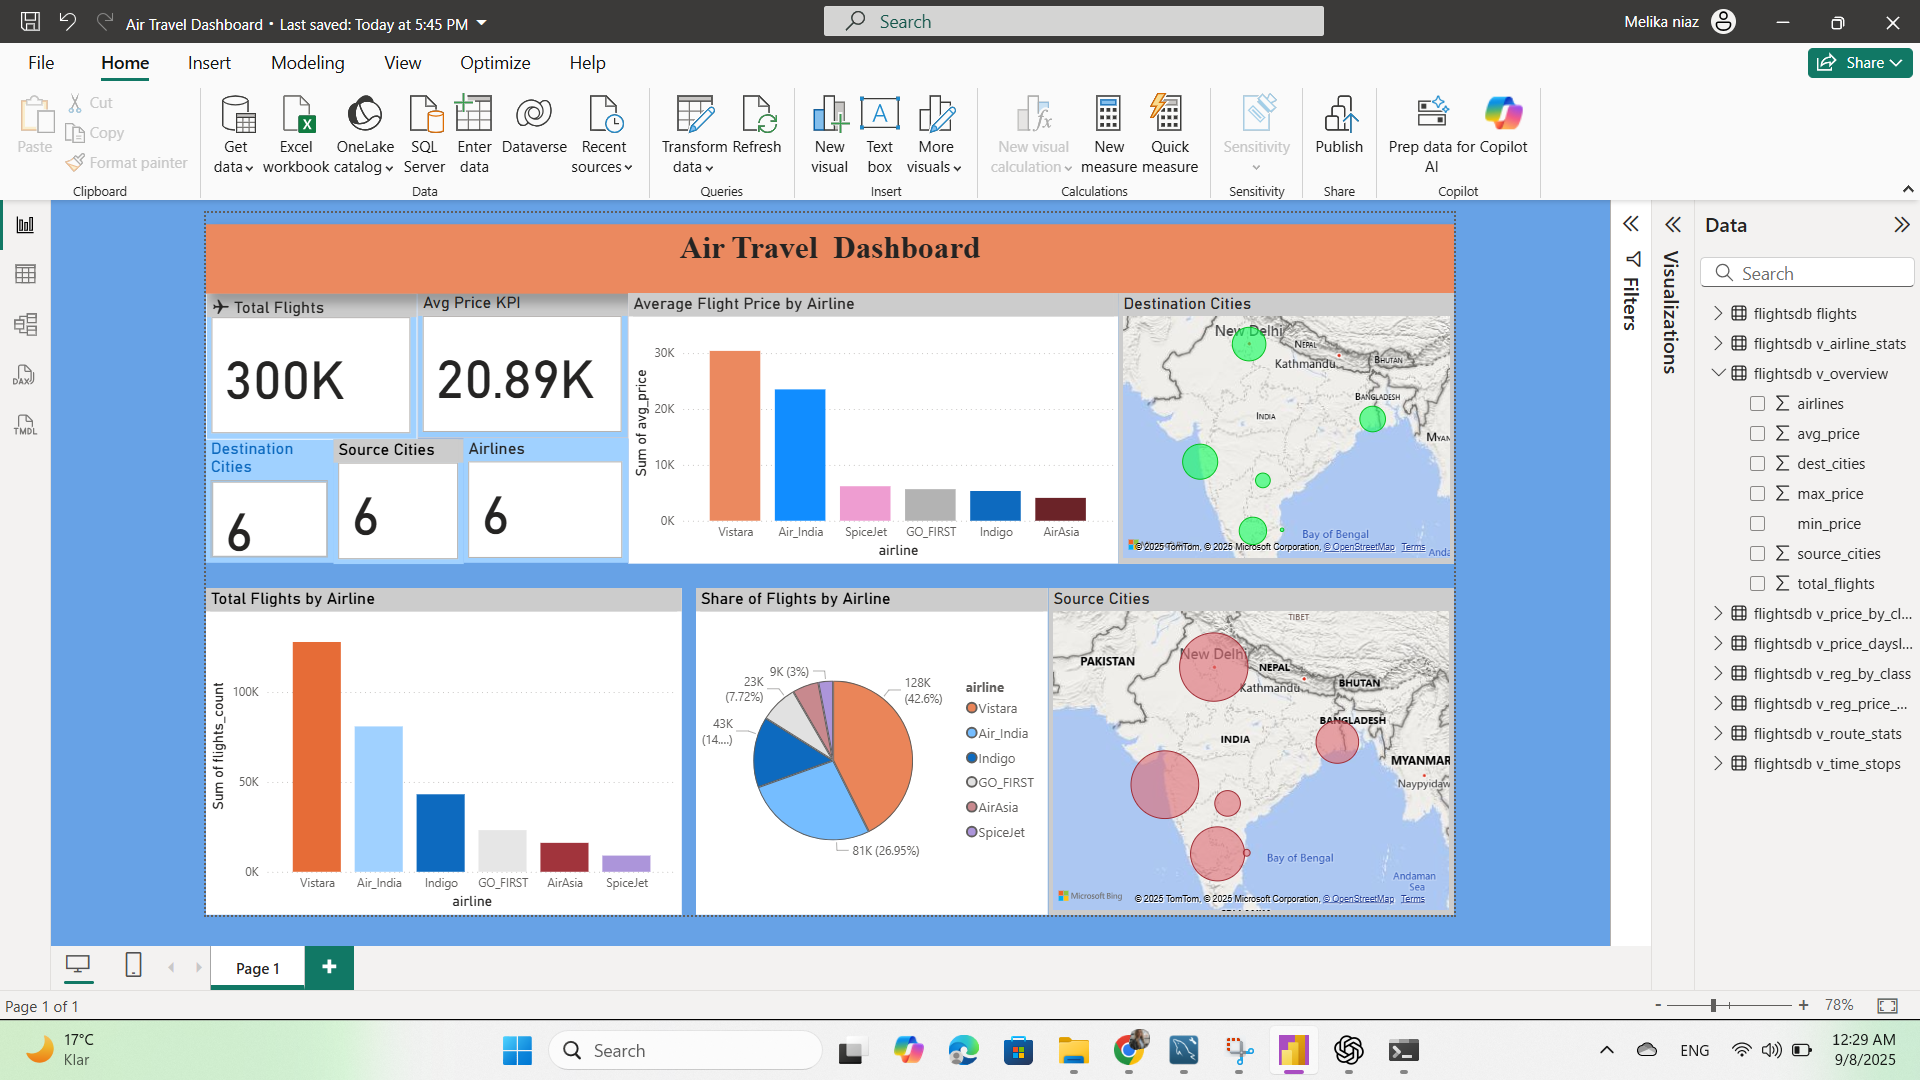 Air Travel Dashboard • Last saved: Today at 5:45 PM
Search
Melika niaz
File Home Insert Modeling View Optimize Help
Share
Paste
Cut
Copy
Format painter
Clipboard
Get data
Excel workbook
OneLake catalog
SQL Server
Enter data
Dataverse
Recent sources
Data
Transform data
Refresh
Queries
New visual
Text box
More visuals
Insert
New visual calculation
New measure
Quick measure
Calculations
Sensitivity
Sensitivity
Publish
Share
Prep data for AI
Copilot
Copilot
Air Travel  Dashboard
Total Flights
300K
Avg Price KPI
20.89K
Destination Cities
6
Source Cities
6
Airlines
6
Average Flight Price by Airline
Sum of avg_price
30K
20K
10K
0K
Vistara Air_India SpiceJet GO_FIRST Indigo AirAsia
airline
Destination Cities
New Delhi
NEPAL
Kathmandu
BHUTAN
INDIA
BANGLADESH
MYAN
Bay of Bengal
© 2025 TomTom, © 2025 Microsoft Corporation, © OpenStreetMap Terms
Anda
Total Flights by Airline
Sum of flights_count
100K
50K
0K
Vistara Air_India Indigo GO_FIRST AirAsia SpiceJet
airline
Share of Flights by Airline
9K (3%)
23K
(7.72%)
43K
(14....)
128K
(42.6%)
81K (26.95%)
airline
Vistara
Air_India
Indigo
GO_FIRST
AirAsia
SpiceJet
Source Cities
TIBET
PAKISTAN
New Delhi
NEPAL
Kathmandu
BHUTAN
BANGLADESH
INDIA
MYANMAR
Naypyidaw
Bay of Bengal
Andaman
Sea
Microsoft Bing
© 2025 TomTom, © 2025 Microsoft Corporation, © OpenStreetMap Terms
Filters
Visualizations
Data
Search
flightsdb flights
flightsdb v_airline_stats
flightsdb v_overview
airlines
avg_price
dest_cities
max_price
min_price
source_cities
total_flights
flightsdb v_price_by_cl...
flightsdb v_price_daysl...
flightsdb v_reg_by_class
flightsdb v_reg_price_...
flightsdb v_route_stats
flightsdb v_time_stops
DAX
TMDL
Page 1
Page 1 of 1
- + 78%
17°C
Klar
Search
ENG
12:29 AM
9/8/2025